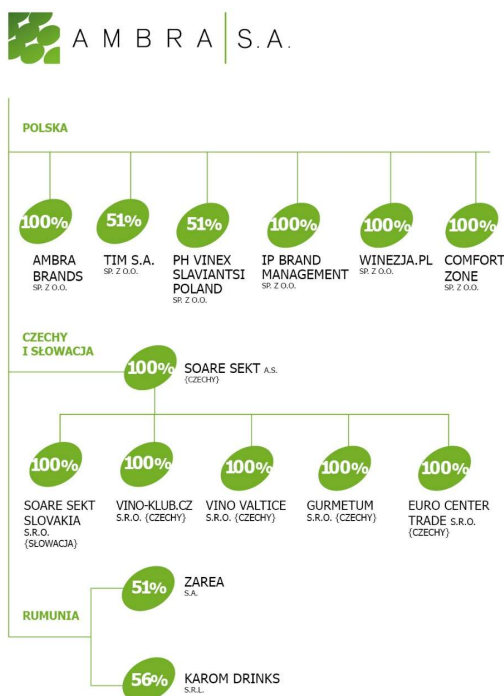 AMBRA S.A.
POLSKA
100% 51% 51% 100% 100% 100%
AMBRA
BRANDS
SP. Z O.O.
TIM S.A.
SP. Z O.O.
PH VINEX
SLAVIANTSI
POLAND
SP. Z O.O.
IP BRAND
MANAGEMENT
SP. Z O.O.
WINEZJA.PL
SP. Z O.O.
COMFORT
ZONE
SP. Z O.O.
CZECHY
I SŁOWACJA
100%
SOARE SEKT A.S.
{CZECHY}
100% 100% 100% 100% 100%
SOARE SEKT
SLOVAKIA
S.R.O.
{SŁOWACJA}
VINO-KLUB.CZ
S.R.O. {CZECHY}
VINO VALTICE
S.R.O. {CZECHY}
GURMETUM
S.R.O. {CZECHY}
EURO CENTER
TRADE S.R.O.
{CZECHY}
RUMUNIA
51%
ZAREA
S.A.
56%
KAROM DRINKS
S.R.L.